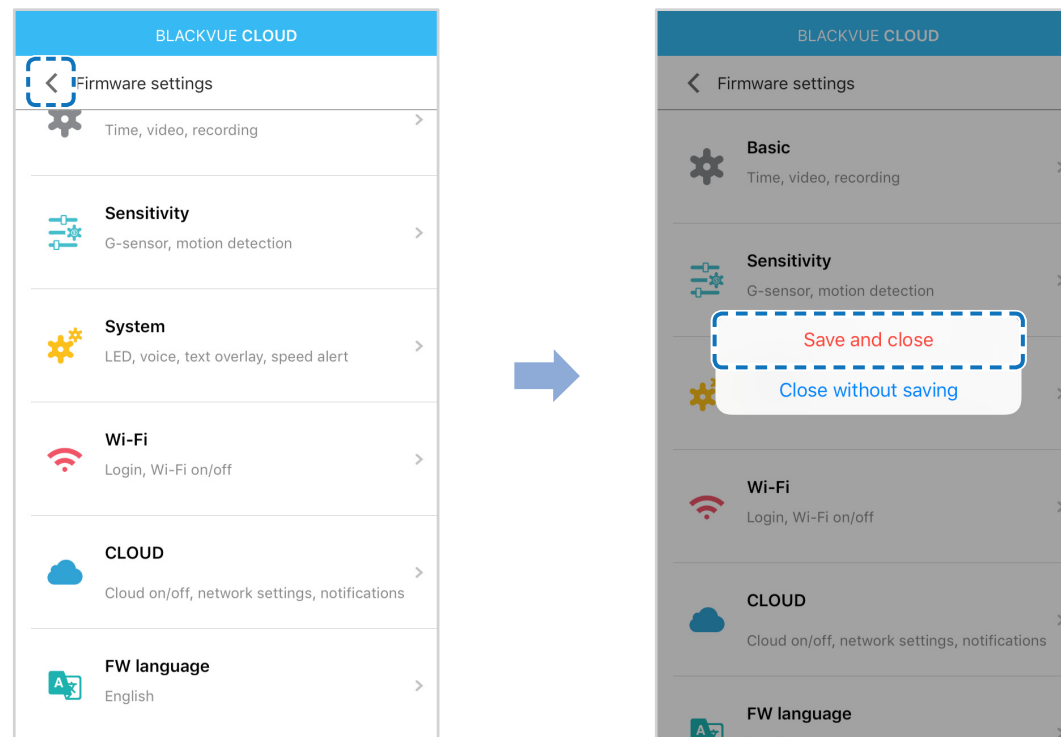 BLACKVUE CLOUD
Firmware settings
Time, video, recording
Sensitivity
G-sensor, motion detection
System
LED, voice, text overlay, speed alert
Wi-Fi
Login, Wi-Fi on/off
CLOUD
Cloud on/off, network settings, notifications
FW language
English
BLACKVUE CLOUD
Firmware settings
Basic
Time, video, recording
Sensitivity
G-sensor, motion detection
Save and close
Close without saving
Wi-Fi
Login, Wi-Fi on/off
CLOUD
Cloud on/off, network settings, notifications
FW language